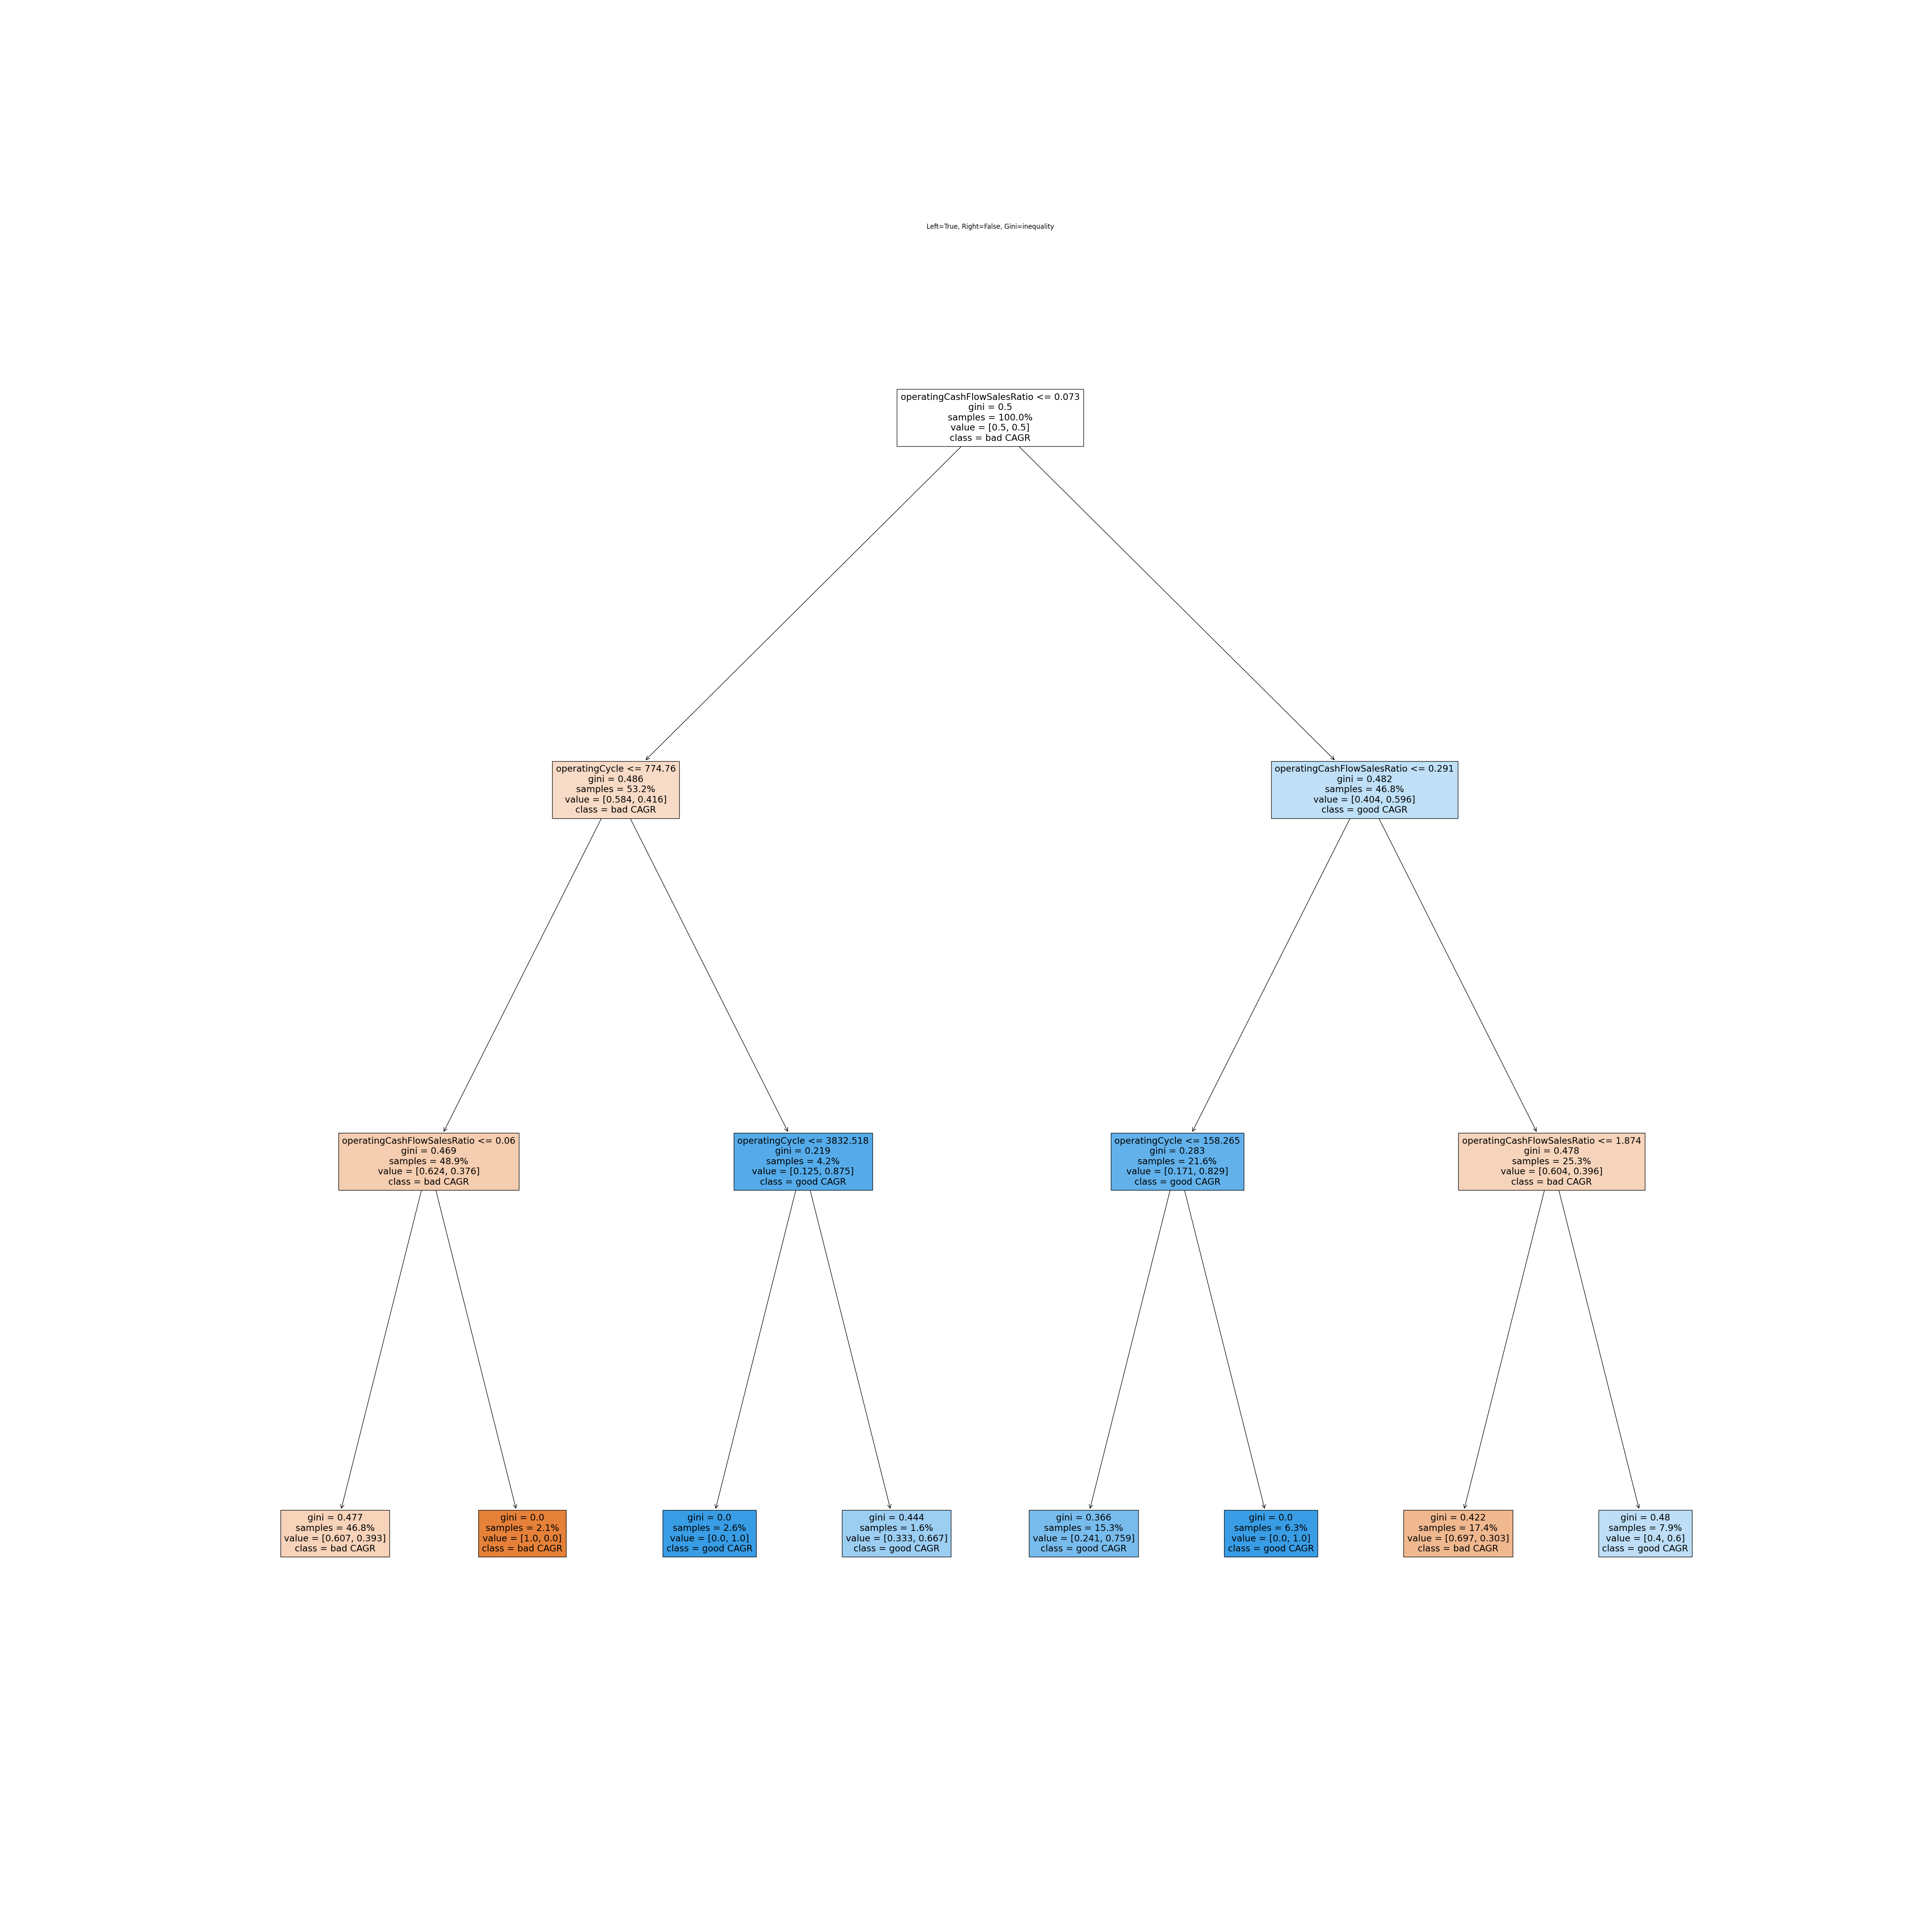 Left=True, Right=False, Gini=inequality
operatingCashFlowSalesRatio <= 0.073
gini = 0.5
samples = 100.0%
value = [0.5, 0.5]
class = bad CAGR
operatingCycle <= 774.76
gini = 0.486
samples = 53.2%
value = [0.584, 0.416]
class = bad CAGR
operatingCashFlowSalesRatio <= 0.291
gini = 0.482
samples = 46.8%
value = [0.404, 0.596]
class = good CAGR
operatingCashFlowSalesRatio <= 0.06
gini = 0.469
samples = 48.9%
value = [0.624, 0.376]
class = bad CAGR
operatingCycle <= 3832.518
gini = 0.219
samples = 4.2%
value = [0.125, 0.875]
class = good CAGR
operatingCycle <= 158.265
gini = 0.283
samples = 21.6%
value = [0.171, 0.829]
class = good CAGR
operatingCashFlowSalesRatio <= 1.874
gini = 0.478
samples = 25.3%
value = [0.604, 0.396]
class = bad CAGR
gini = 0.477
samples = 46.8%
value = [0.607, 0.393]
class = bad CAGR
gini = 0.0
samples = 2.1%
value = [1.0, 0.0]
class = bad CAGR
gini = 0.0
samples = 2.6%
value = [0.0, 1.0]
class = good CAGR
gini = 0.444
samples = 1.6%
value = [0.333, 0.667]
class = good CAGR
gini = 0.366
samples = 15.3%
value = [0.241, 0.759]
class = good CAGR
gini = 0.0
samples = 6.3%
value = [0.0, 1.0]
class = good CAGR
gini = 0.422
samples = 17.4%
value = [0.697, 0.303]
class = bad CAGR
gini = 0.48
samples = 7.9%
value = [0.4, 0.6]
class = good CAGR